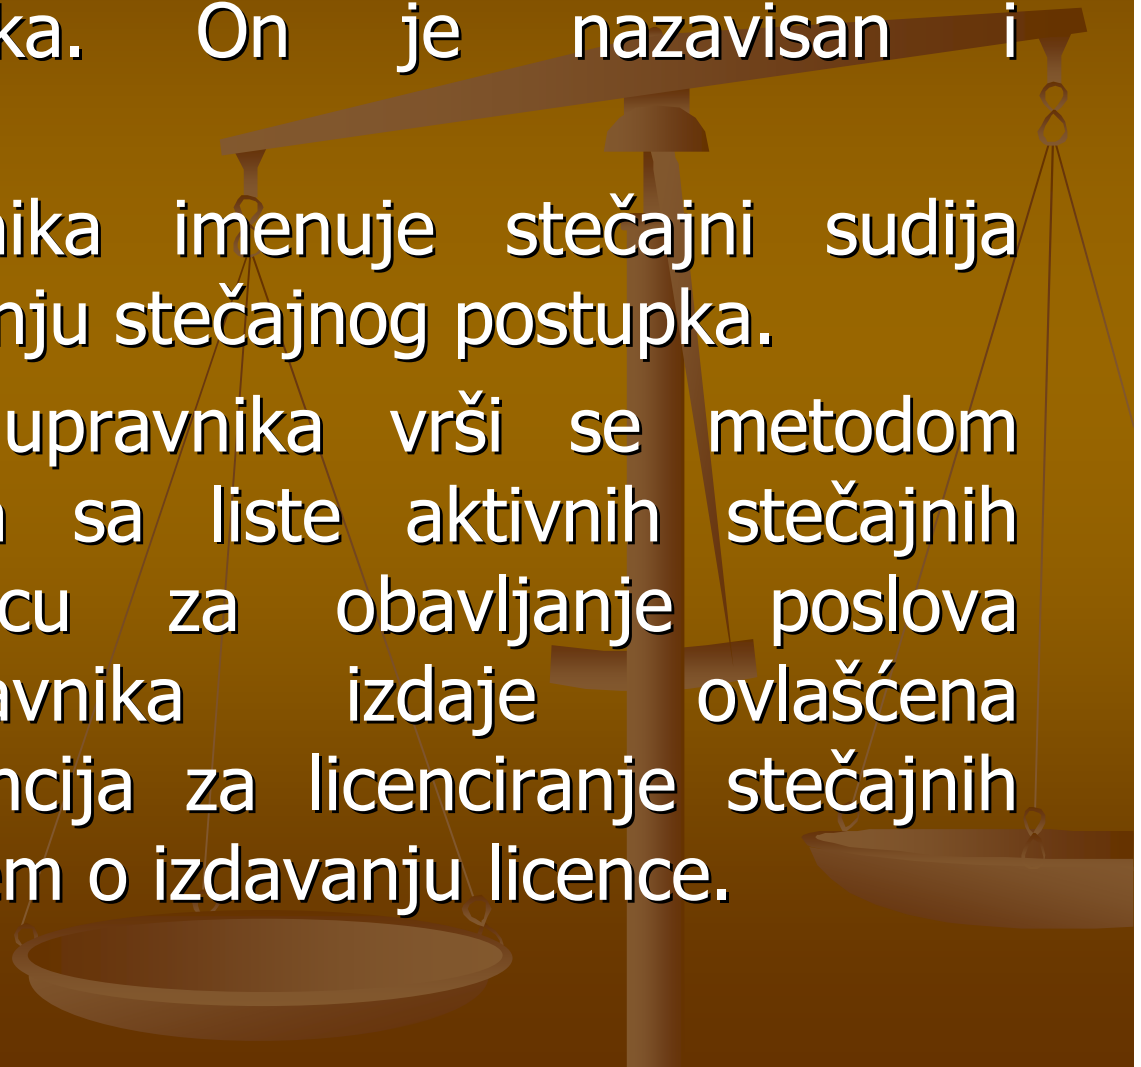 ka. On je nazavisan i
nika imenuje stečajni sudija
nju stečajnog postupka.
upravnika vrši se metodom
sa liste aktivnih stečajnih
cu za obavljanje poslova
avnika izdaje ovlašćena
ncija za licenciranje stečajnih
em o izdavanju licence.